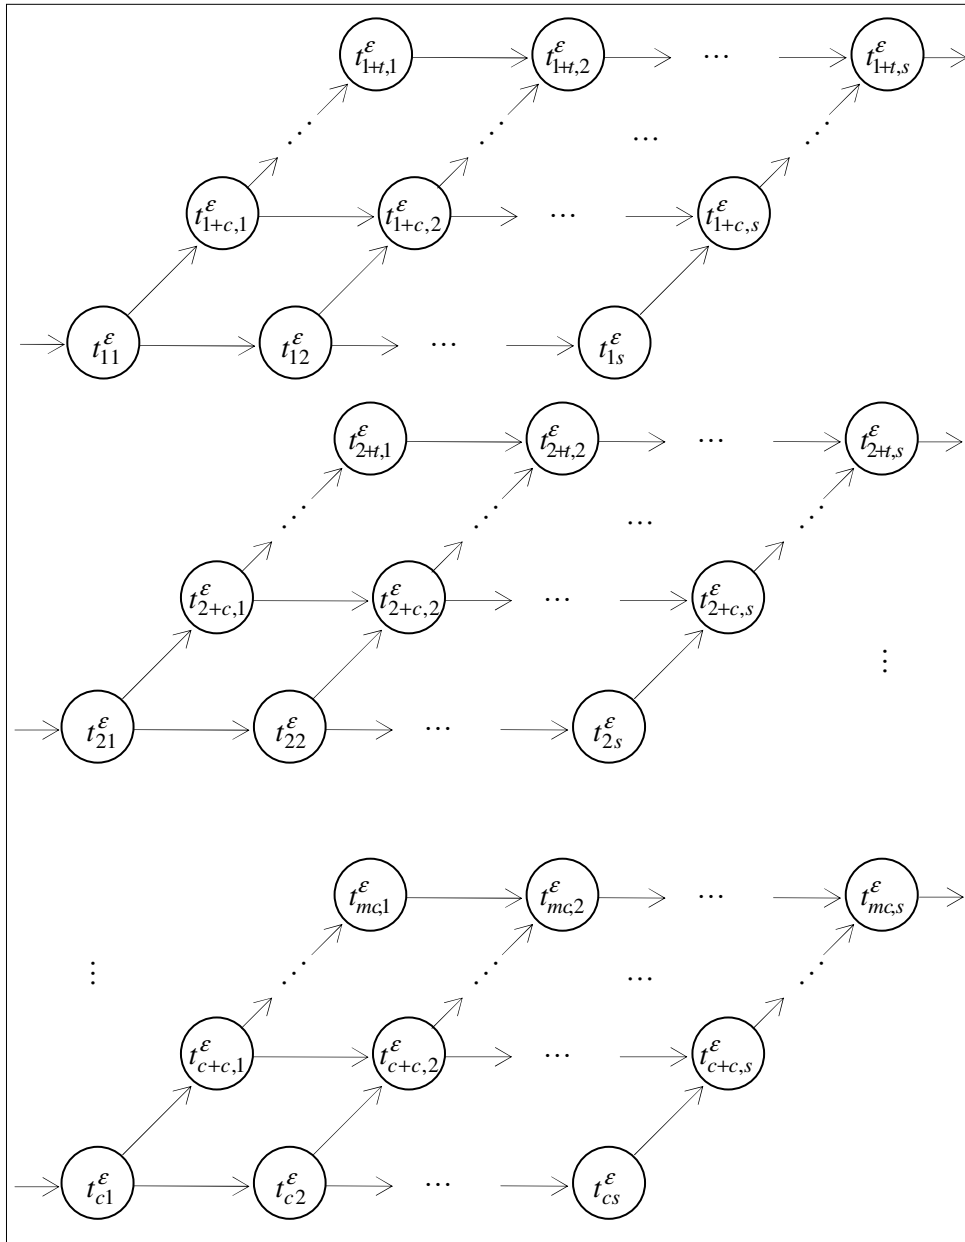 t^ε_{1+t,1} t^ε_{1+t,2} ⋯ t^ε_{1+t,s}
⋰ ⋰ ⋯ ⋰
t^ε_{1+c,1} t^ε_{1+c,2} ⋯ t^ε_{1+c,s}
t^ε_{11} t^ε_{12} ⋯ t^ε_{1s}
t^ε_{2+t,1} t^ε_{2+t,2} ⋯ t^ε_{2+t,s}
⋰ ⋰ ⋯ ⋰
t^ε_{2+c,1} t^ε_{2+c,2} ⋯ t^ε_{2+c,s}
⋮
t^ε_{21} t^ε_{22} ⋯ t^ε_{2s}
t^ε_{mc,1} t^ε_{mc,2} ⋯ t^ε_{mc,s}
⋮ ⋰ ⋰ ⋯ ⋰
t^ε_{c+c,1} t^ε_{c+c,2} ⋯ t^ε_{c+c,s}
t^ε_{c1} t^ε_{c2} ⋯ t^ε_{cs}